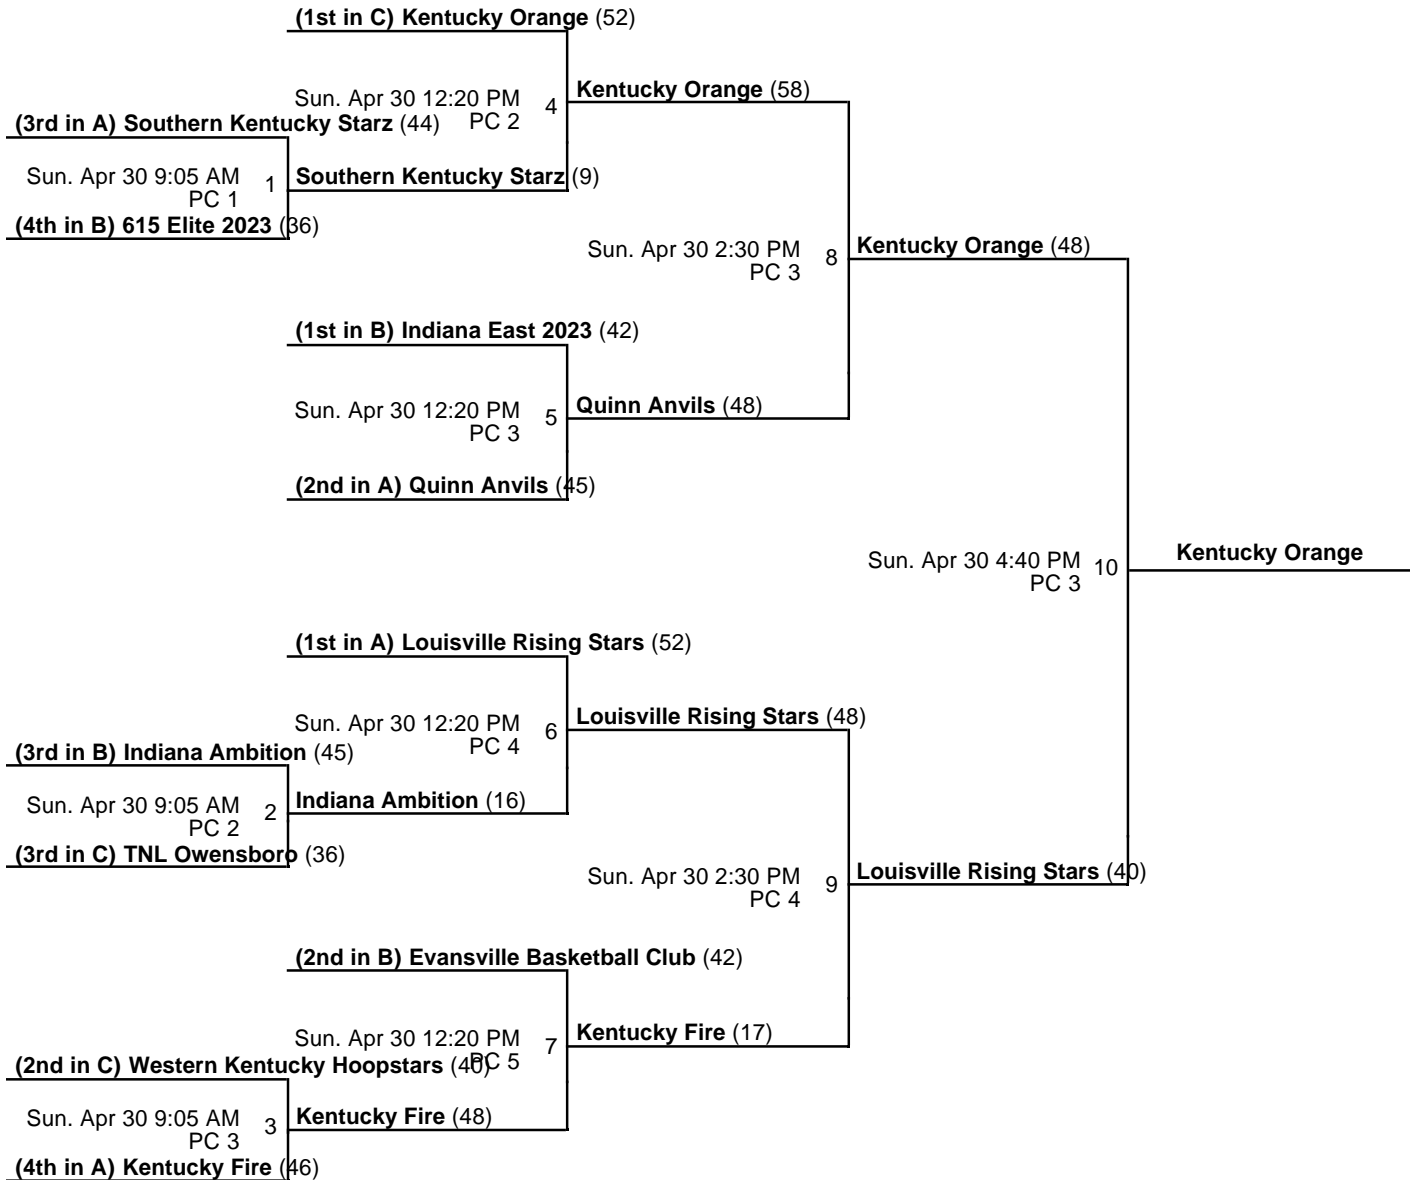 (1st in C) Kentucky Orange (52)
Kentucky Orange (58)
Sun. Apr 30 12:20 PM 4
PC 2
(3rd in A) Southern Kentucky Starz (44)
Sun. Apr 30 9:05 AM 1
PC 1
Southern Kentucky Starz (9)
(4th in B) 615 Elite 2023 (36)
Sun. Apr 30 2:30 PM 8
PC 3
Kentucky Orange (48)
(1st in B) Indiana East 2023 (42)
Sun. Apr 30 12:20 PM 5
PC 3
Quinn Anvils (48)
(2nd in A) Quinn Anvils (45)
Sun. Apr 30 4:40 PM 10
PC 3
Kentucky Orange
(1st in A) Louisville Rising Stars (52)
Sun. Apr 30 12:20 PM 6
PC 4
Louisville Rising Stars (48)
(3rd in B) Indiana Ambition (45)
Sun. Apr 30 9:05 AM 2
PC 2
Indiana Ambition (16)
(3rd in C) TNL Owensboro (36)
Sun. Apr 30 2:30 PM 9
PC 4
Louisville Rising Stars (40)
(2nd in B) Evansville Basketball Club (42)
Sun. Apr 30 12:20 PM 7
PC 5
Kentucky Fire (17)
(2nd in C) Western Kentucky Hoopstars (40)
Sun. Apr 30 9:05 AM 3
PC 3
Kentucky Fire (48)
(4th in A) Kentucky Fire (46)